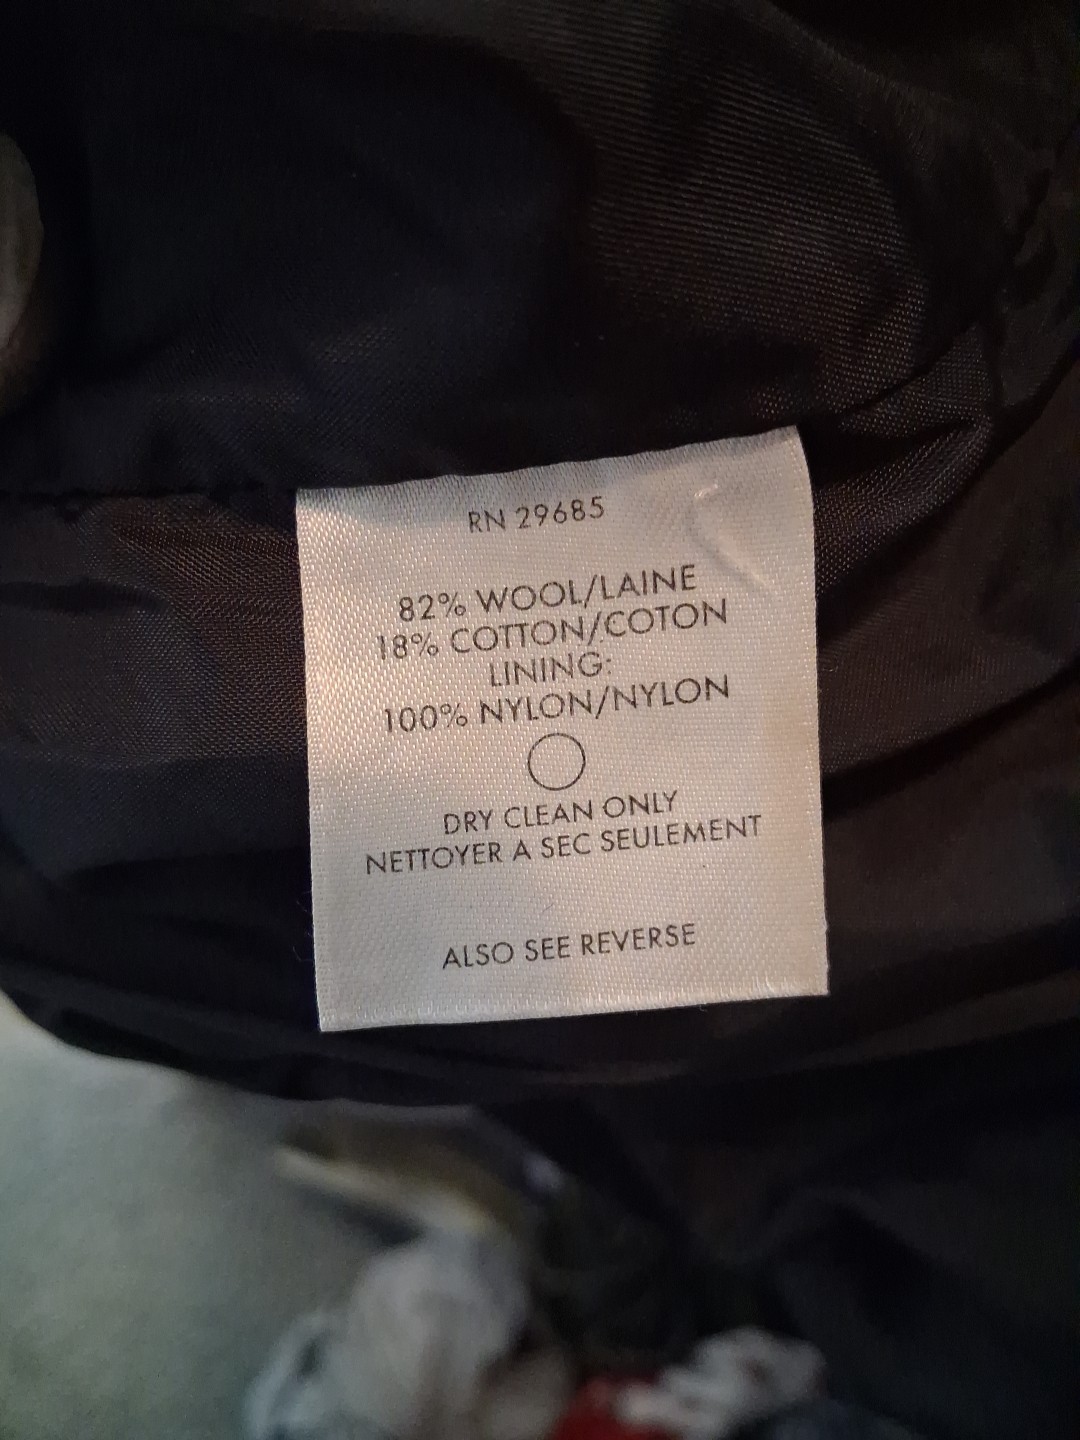 RN 29685
82% WOOL/LAINE
18% COTTON/COTON
LINING:
100% NYLON/NYLON
DRY CLEAN ONLY
NETTOYER A SEC SEULEMENT
ALSO SEE REVERSE